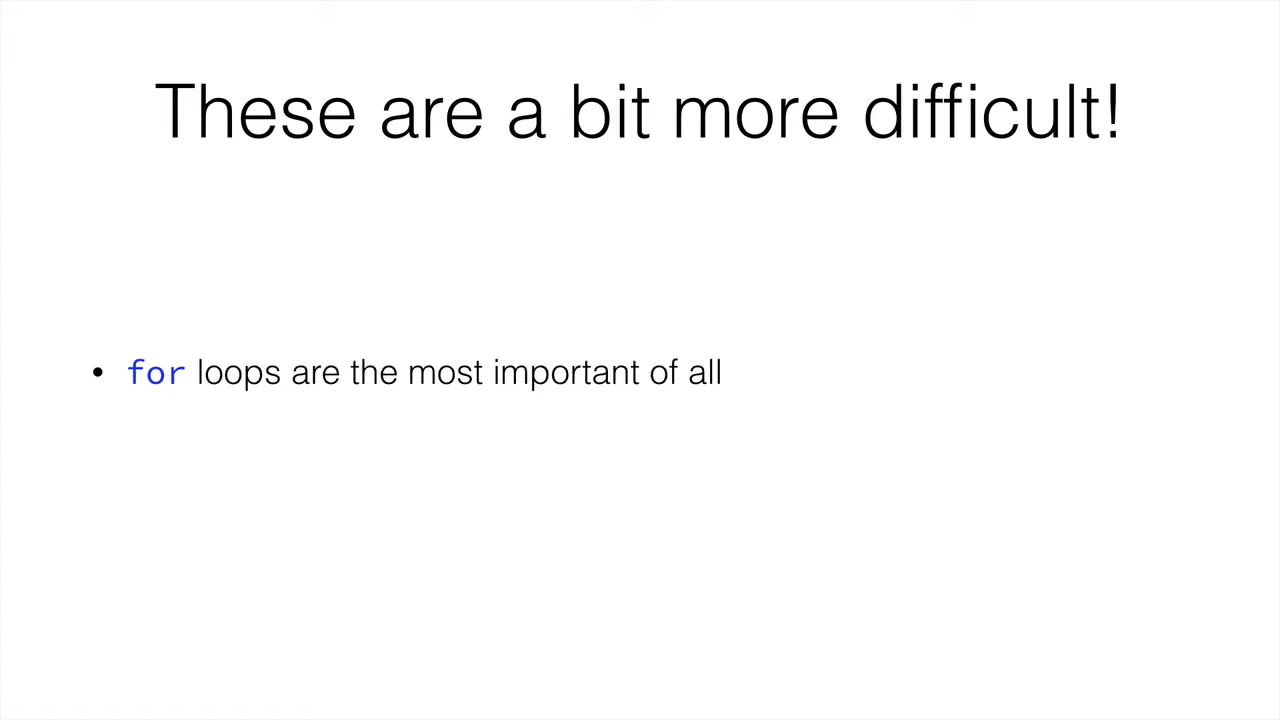 These are a bit more difficult!
• for loops are the most important of all